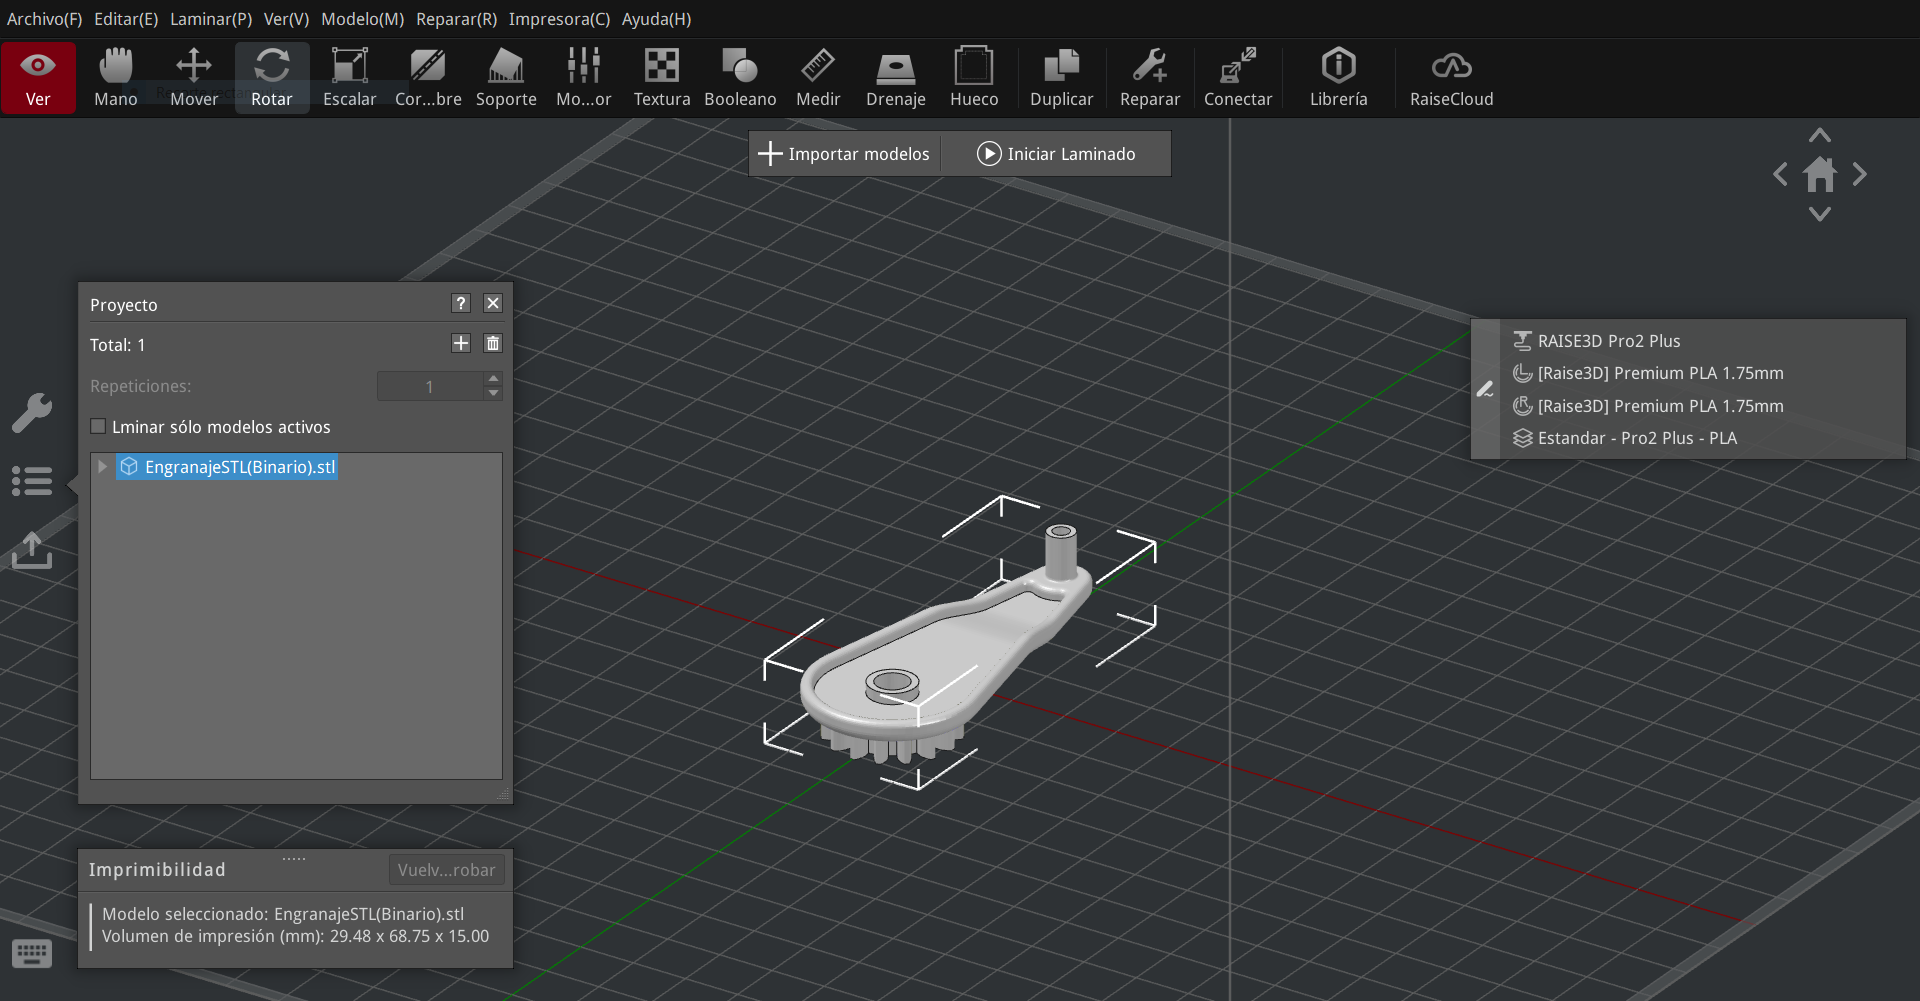 Archivo(F) Editar(E) Laminar(P) Ver(V) Modelo(M) Reparar(R) Impresora(C) Ayuda(H)
Ver Mano Mover Rotar Escalar Cor...bre Soporte Mo...or Textura Booleano Medir Drenaje Hueco Duplicar Reparar Conectar Librería RaiseCloud
Importar modelos Iniciar Laminado
Proyecto ?
Total: 1
Repeticiones: 1
Lminar sólo modelos activos
EngranajeSTL(Binario).stl
RAISE3D Pro2 Plus
L [Raise3D] Premium PLA 1.75mm
R [Raise3D] Premium PLA 1.75mm
Estandar - Pro2 Plus - PLA
Imprimibilidad Vuelv...robar
Modelo seleccionado: EngranajeSTL(Binario).stl
Volumen de impresión (mm): 29.48 x 68.75 x 15.00